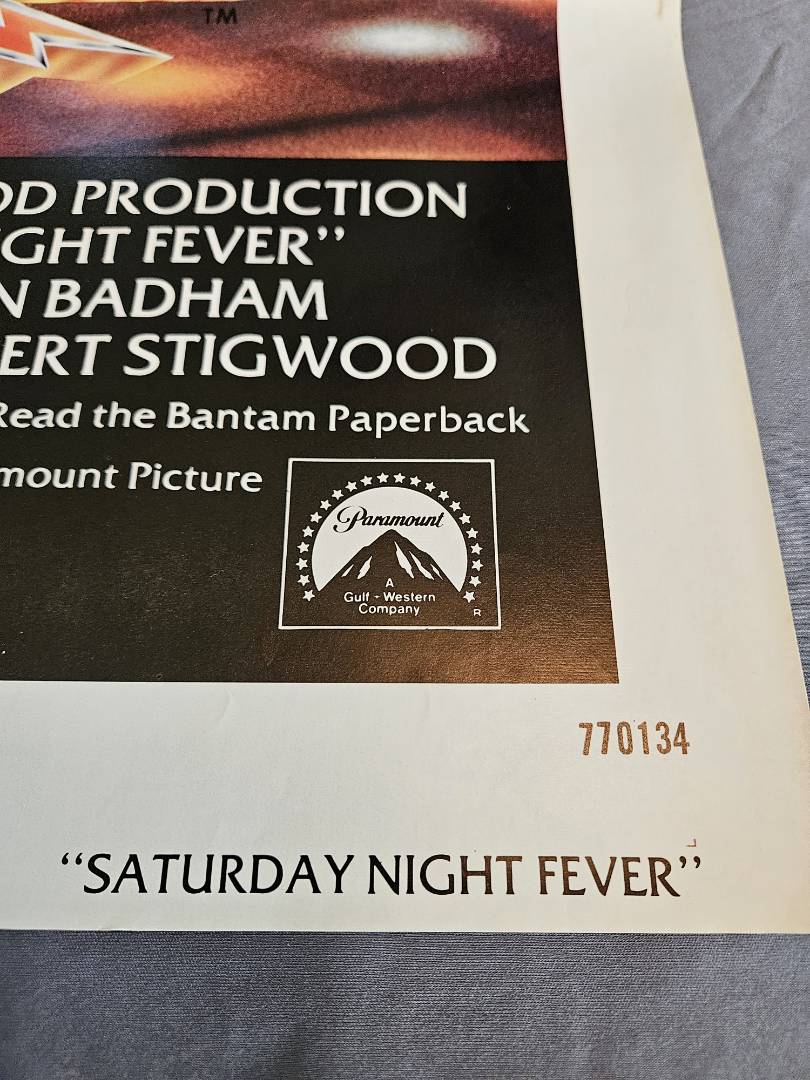 TM
OD PRODUCTION
IGHT FEVER”
N BADHAM
ERT STIGWOOD
Read the Bantam Paperback
mount Picture
Paramount
A
Gulf + Western
Company
R
770134
“SATURDAY NIGHT FEVER”